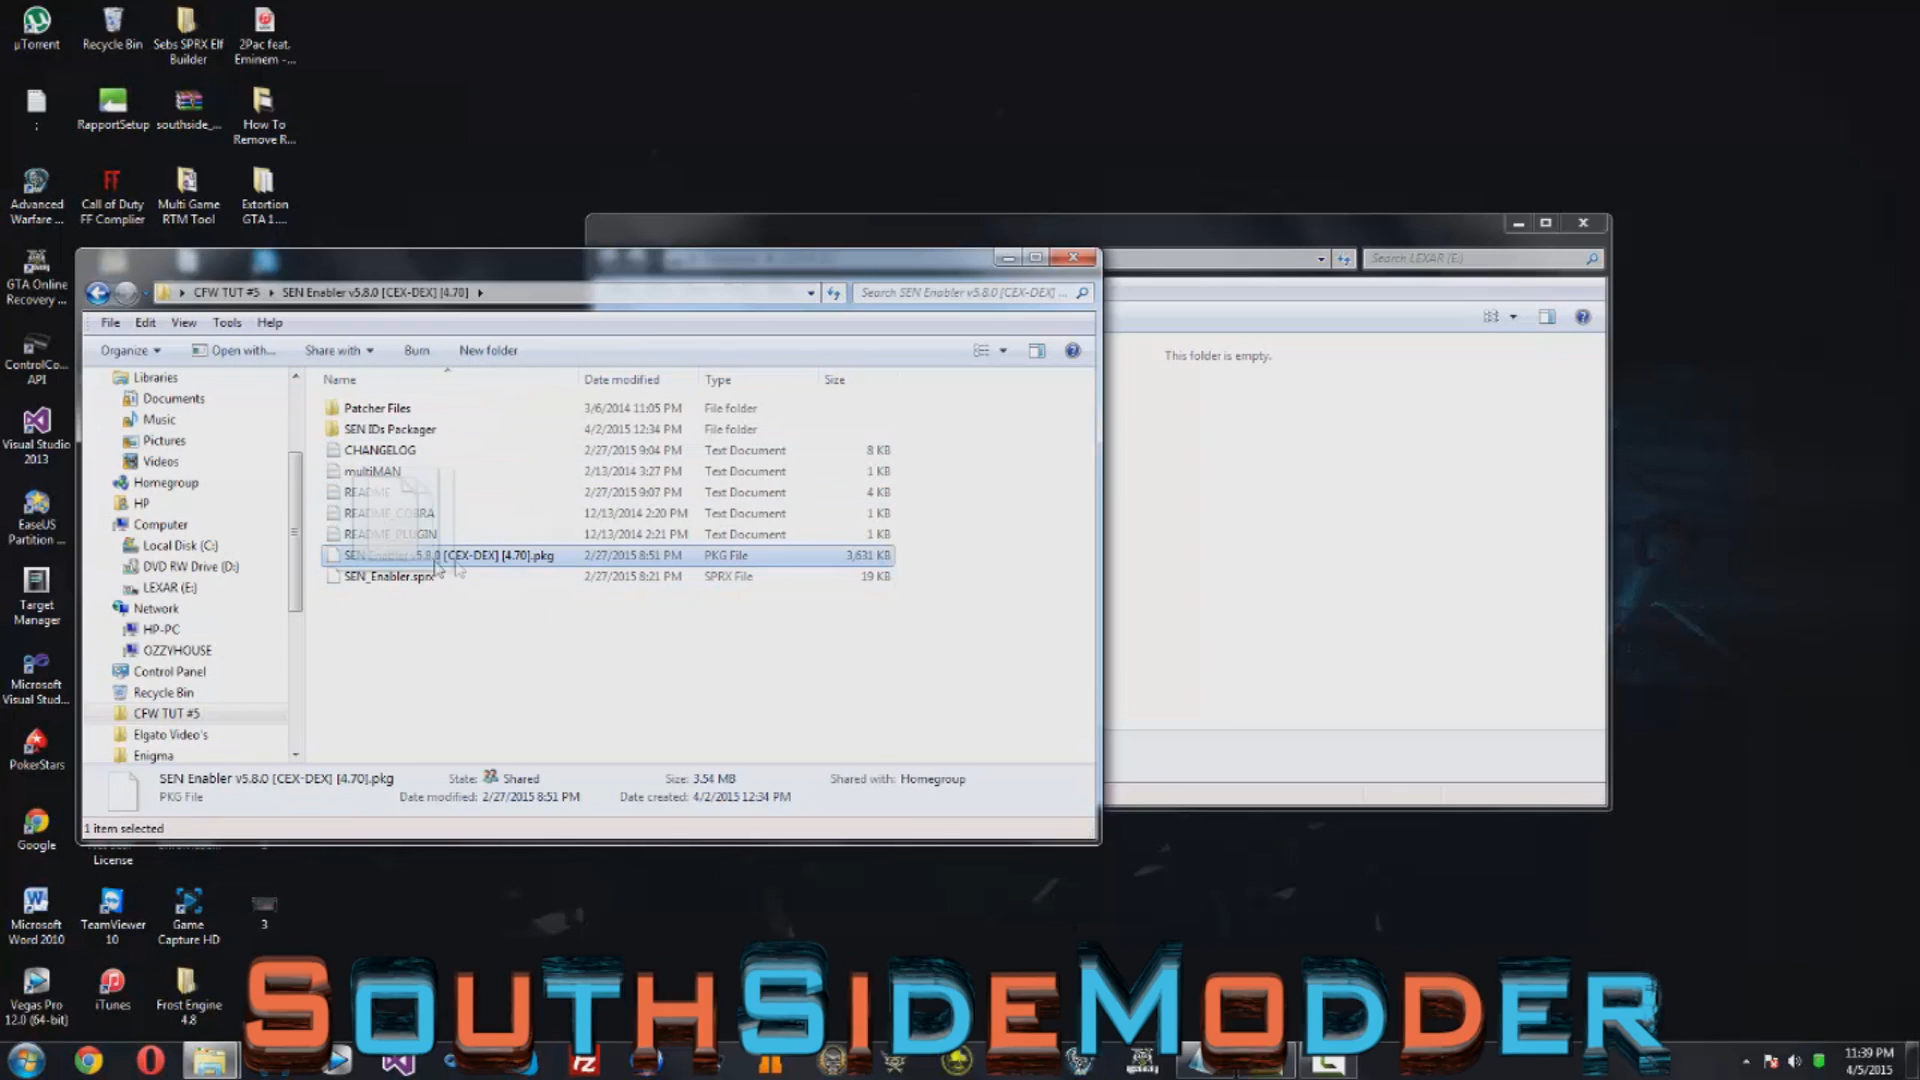 µTorrent
Recycle Bin
Sebs SPRX Elf
Builder
2Pac feat.
Eminem -...
;
RapportSetup
southside_...
How To
Remove R...
Advanced
Warfare ...
Call of Duty
FF Complier
Multi Game
RTM Tool
Extortion
GTA 1....
GTA Online
Recovery ...
ControlCo...
API
Visual Studio
2013
EaseUS
Partition ...
Target
Manager
Microsoft
Visual Stud...
PokerStars
Google
License
Microsoft
Word 2010
TeamViewer
10
Game
Capture HD
3
Vegas Pro
12.0 (64-bit)
iTunes
Frost Engine
4.8
Search LEXAR (E:)
This folder is empty.
CFW TUT #5
SEN Enabler v5.8.0 [CEX-DEX] [4.70]
Search SEN Enabler v5.8.0 [CEX-DEX] ...
File Edit View Tools Help
Organize Open with... Share with Burn New folder
Name Date modified Type Size
Libraries
Documents
Music
Pictures
Videos
Homegroup
HP
Computer
Local Disk (C:)
DVD RW Drive (D:)
LEXAR (E:)
Network
HP-PC
OZZYHOUSE
Control Panel
Recycle Bin
CFW TUT #5
Elgato Video's
Enigma
Patcher Files 3/6/2014 11:05 PM File folder
SEN IDs Packager 4/2/2015 12:34 PM File folder
CHANGELOG 2/27/2015 9:04 PM Text Document 8 KB
multiMAN 2/13/2014 3:27 PM Text Document 1 KB
README 2/27/2015 9:07 PM Text Document 4 KB
README_COBRA 12/13/2014 2:20 PM Text Document 1 KB
README_PLUGIN 12/13/2014 2:21 PM Text Document 1 KB
SEN Enabler v5.8.0 [CEX-DEX] [4.70].pkg 2/27/2015 8:51 PM PKG File 3,631 KB
SEN_Enabler.sprx 2/27/2015 8:21 PM SPRX File 19 KB
SEN Enabler v5.8.0 [CEX-DEX] [4.70].pkg State: Shared Size: 3.54 MB Shared with: Homegroup
PKG File Date modified: 2/27/2015 8:51 PM Date created: 4/2/2015 12:34 PM
1 item selected
SOUTHSIDEMODDER
11:39 PM
4/5/2015